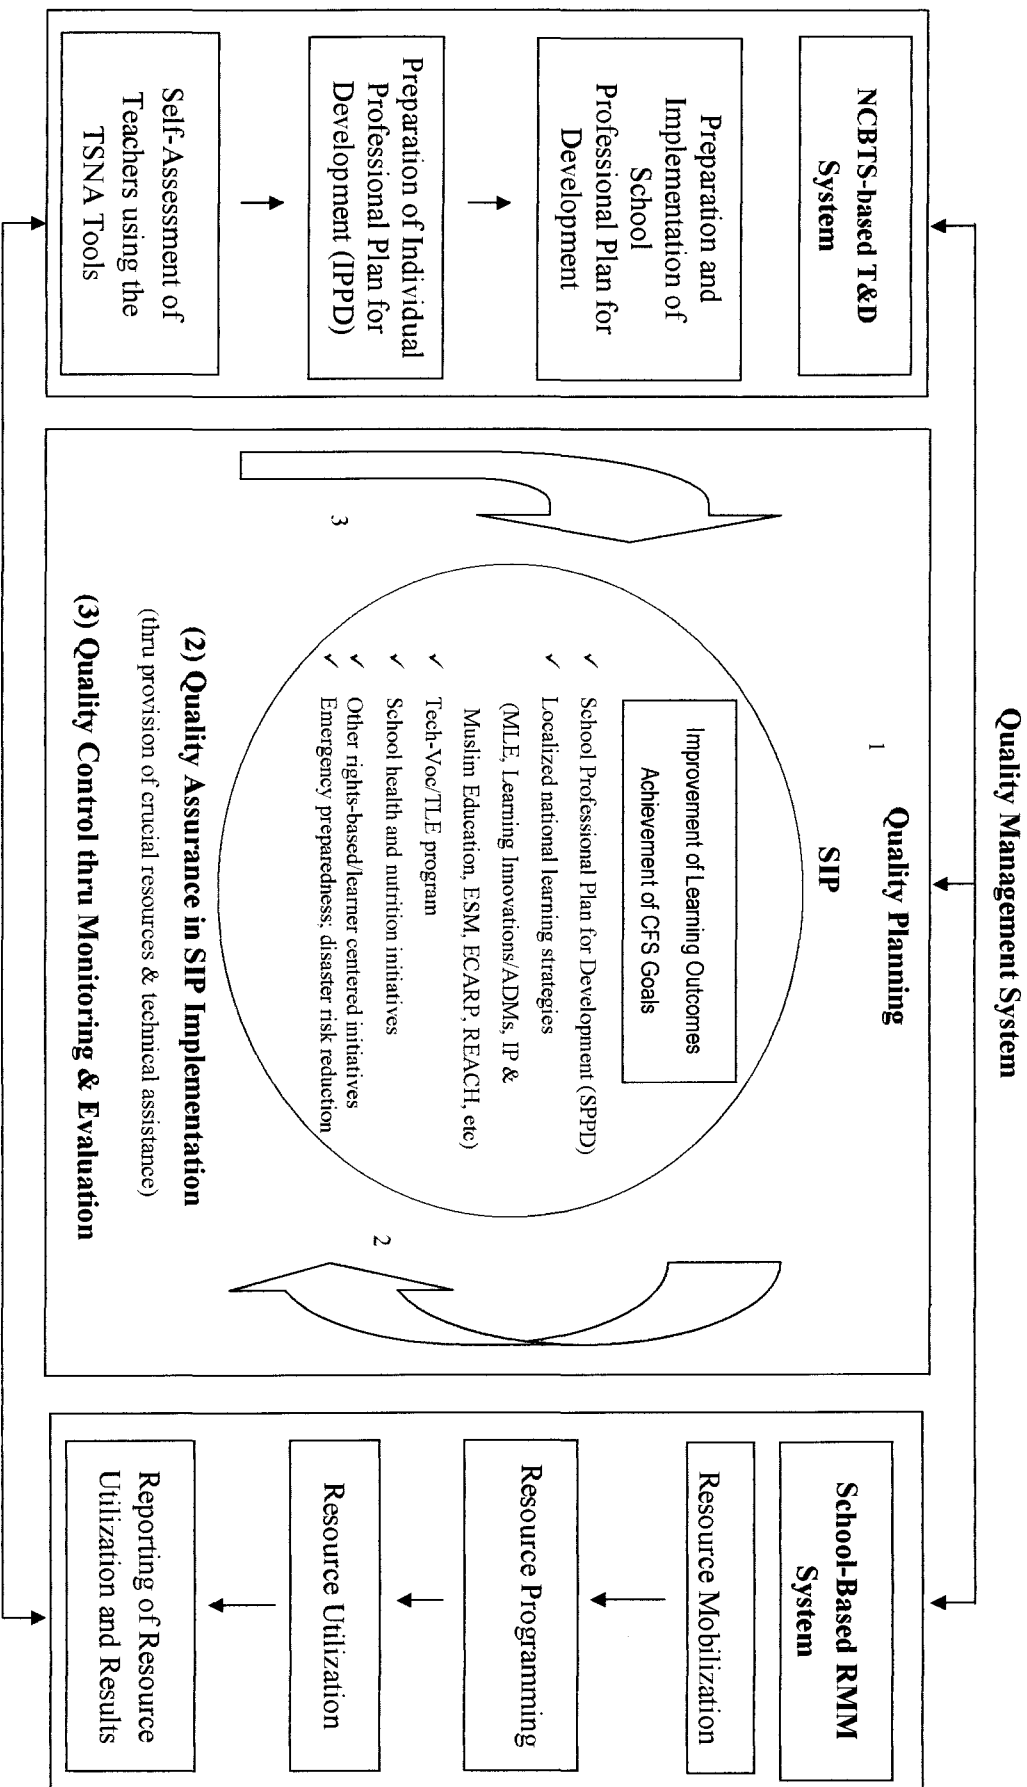 Quality Management System
NCBTS-based T&D
System
Preparation and
Implementation of
School
Professional Plan for
Development
Preparation of Individual
Professional Plan for
Development (IPPD)
Self-Assessment of
Teachers using the
TSNA Tools
1
Quality Planning
SIP
Improvement of Learning Outcomes
Achievement of CFS Goals
✓ School Professional Plan for Development (SPPD)
✓ Localized national learning strategies
(MLE, Learning Innovations/ADMs, IP &
Muslim Education, ESM, ECARP, REACH, etc)
✓ Tech-Voc/TLE program
✓ School health and nutrition initiatives
✓ Other rights-based/learner centered initiatives
✓ Emergency preparedness; disaster risk reduction
3
2
(2) Quality Assurance in SIP Implementation
(thru provision of crucial resources & technical assistance)
(3) Quality Control thru Monitoring & Evaluation
School-Based RMM
System
Resource Mobilization
Resource Programming
Resource Utilization
Reporting of Resource
Utilization and Results